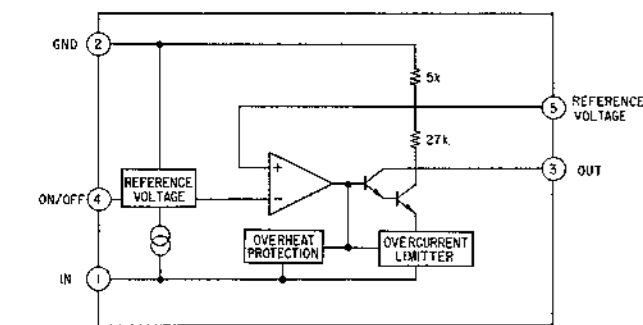 GND 2
5k
5 REFERENCE VOLTAGE
27k
3 OUT
+
REFERENCE VOLTAGE
ON/OFF 4
-
OVERHEAT PROTECTION
OVERCURRENT LIMITTER
IN 1